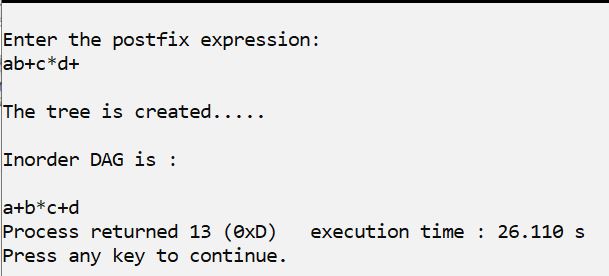 Enter the postfix expression:
ab+c*d+
The tree is created.....
Inorder DAG is :
a+b*c+d
Process returned 13 (0xD)   execution time : 26.110 s
Press any key to continue.